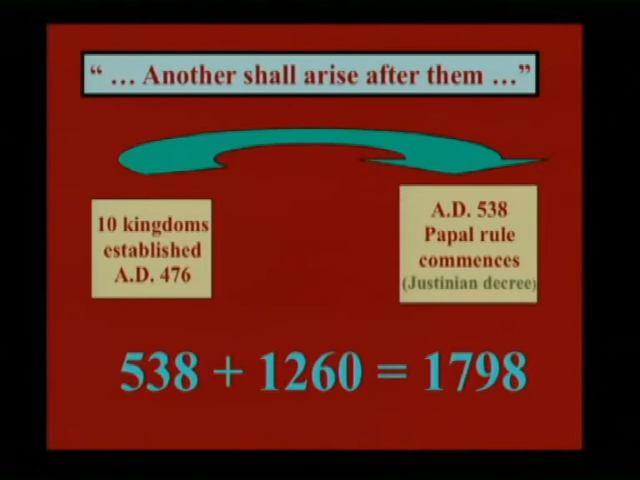 “ … Another shall arise after them …”
10 kingdoms
established
A.D. 476
A.D. 538
Papal rule
commences
(Justinian decree)
538 + 1260 = 1798